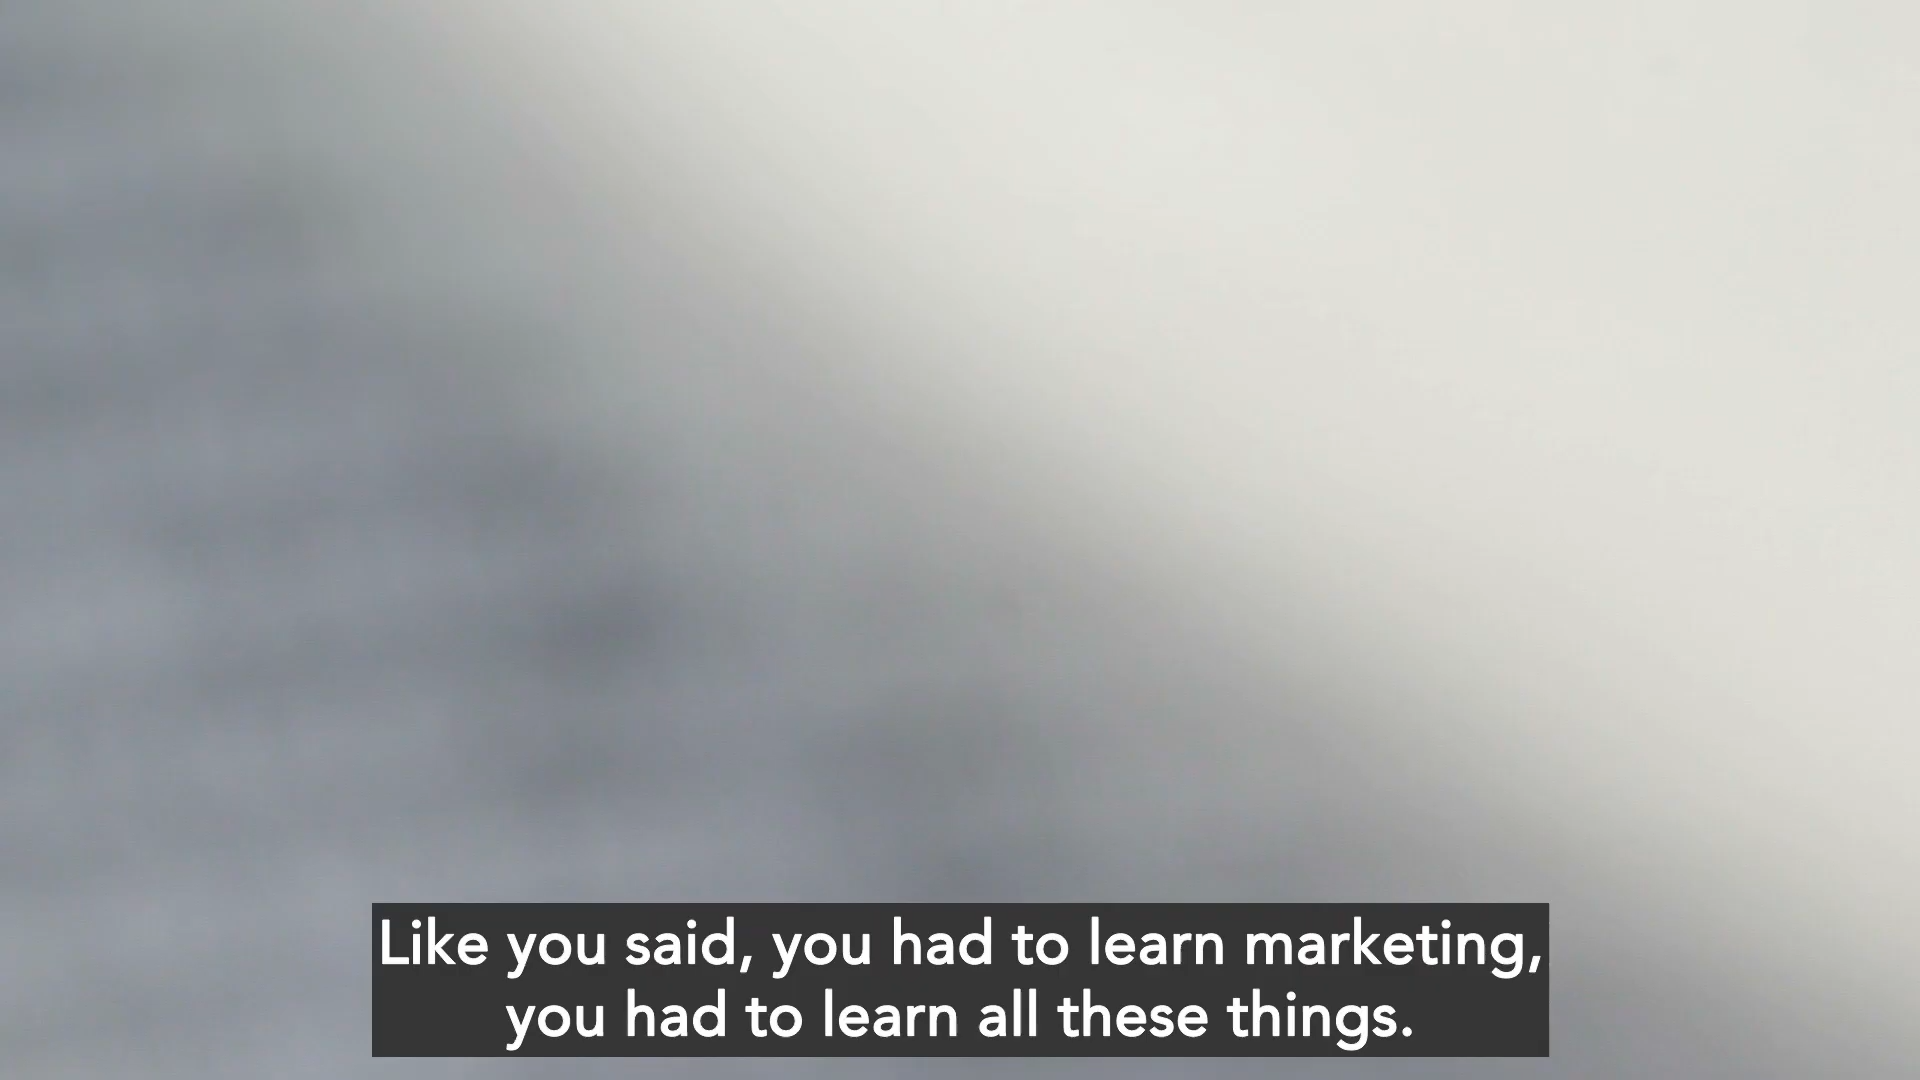 Like you said, you had to learn marketing,
you had to learn all these things.